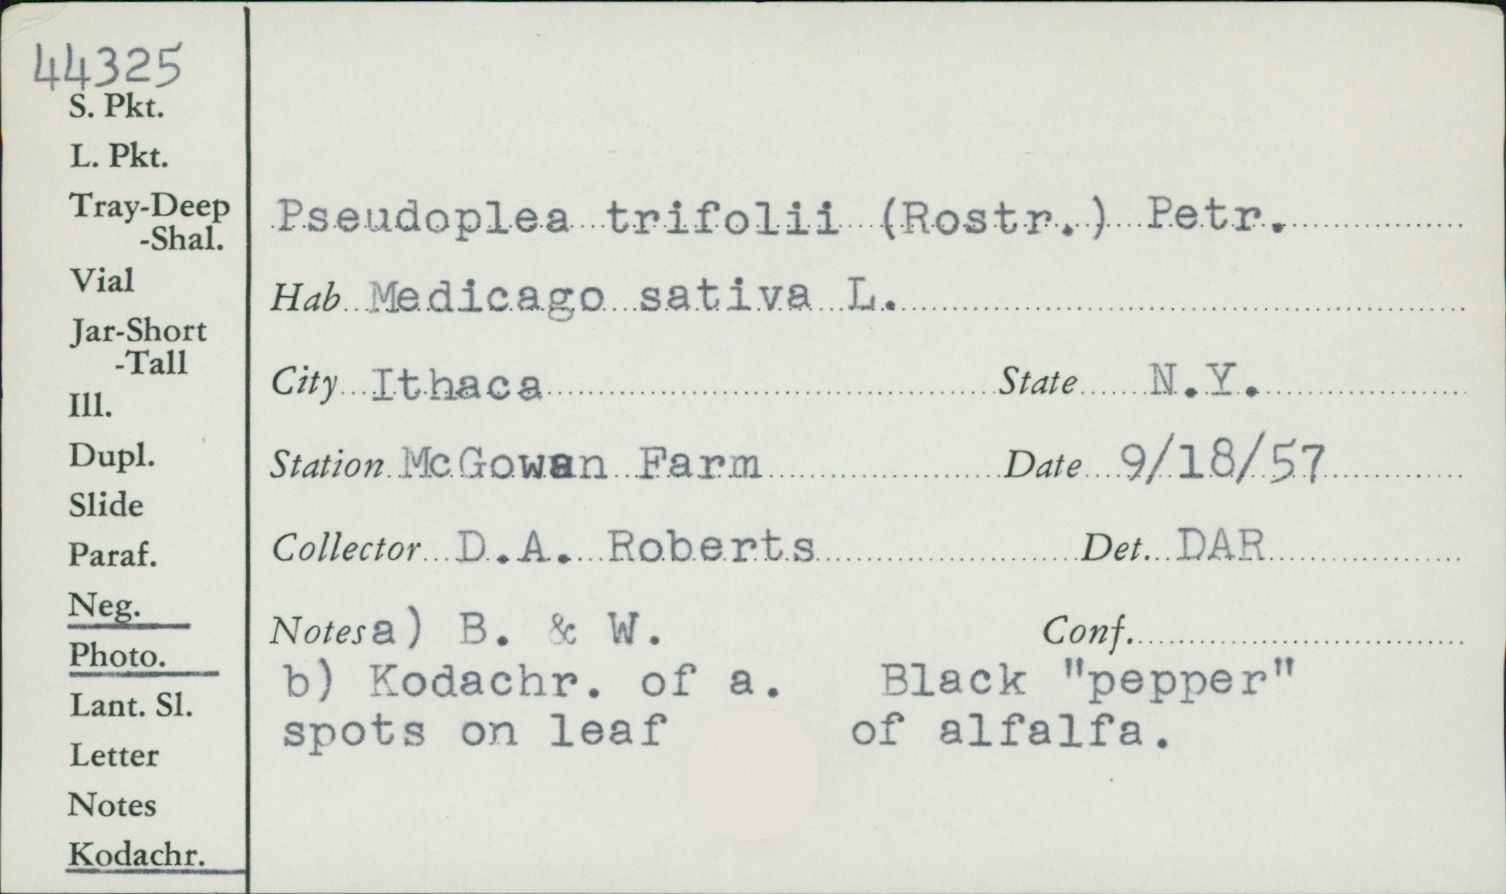 44325
S. Pkt.
L. Pkt.
Tray-Deep
-Shal.
Vial
Jar-Short
-Tall
Ill.
Dupl.
Slide
Paraf.
Neg.
Photo.
Lant. Sl.
Letter
Notes
Kodachr.
Pseudoplea trifolii (Rostr.) Petr.
Hab Medicago sativa L.
City Ithaca State N.Y.
Station McGowan Farm Date 9/18/57
Collector D.A. Roberts Det. DAR
Notes a) B. & W. Conf.
b) Kodachr. of a. Black "pepper"
spots on leaf of alfalfa.